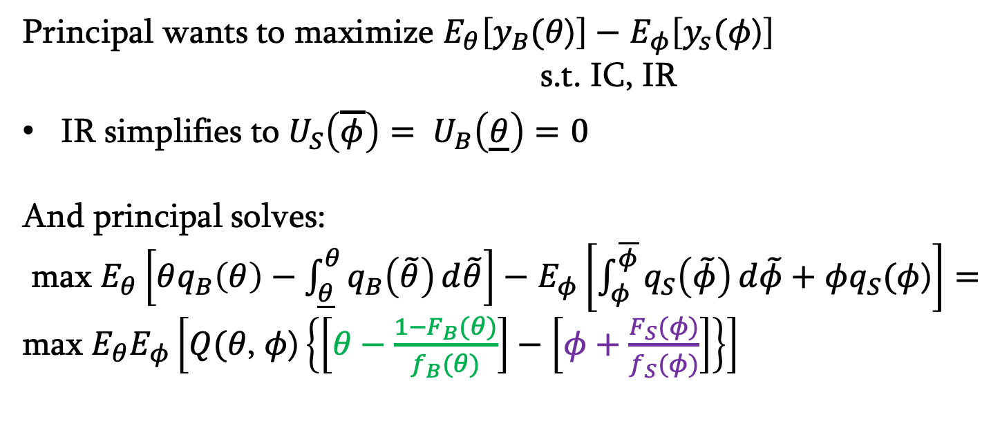 Principal wants to maximize $E_\theta[y_B(\theta)] - E_\phi[y_s(\phi)]$
s.t. IC, IR
• IR simplifies to $U_S(\overline{\phi}) = U_B(\underline{\theta}) = 0$
And principal solves:
$\max E_\theta \left[\theta q_B(\theta) - \int_{\underline{\theta}}^{\theta} q_B(\tilde{\theta}) d\tilde{\theta}\right] - E_\phi \left[\int_{\phi}^{\overline{\phi}} q_S(\tilde{\phi}) d\tilde{\phi} + \phi q_S(\phi)\right] =$
$\max E_\theta E_\phi \left[Q(\theta, \phi) \left\{\left[\theta - \frac{1-F_B(\theta)}{f_B(\theta)}\right] - \left[\phi + \frac{F_S(\phi)}{f_S(\phi)}\right]\right\}\right]$